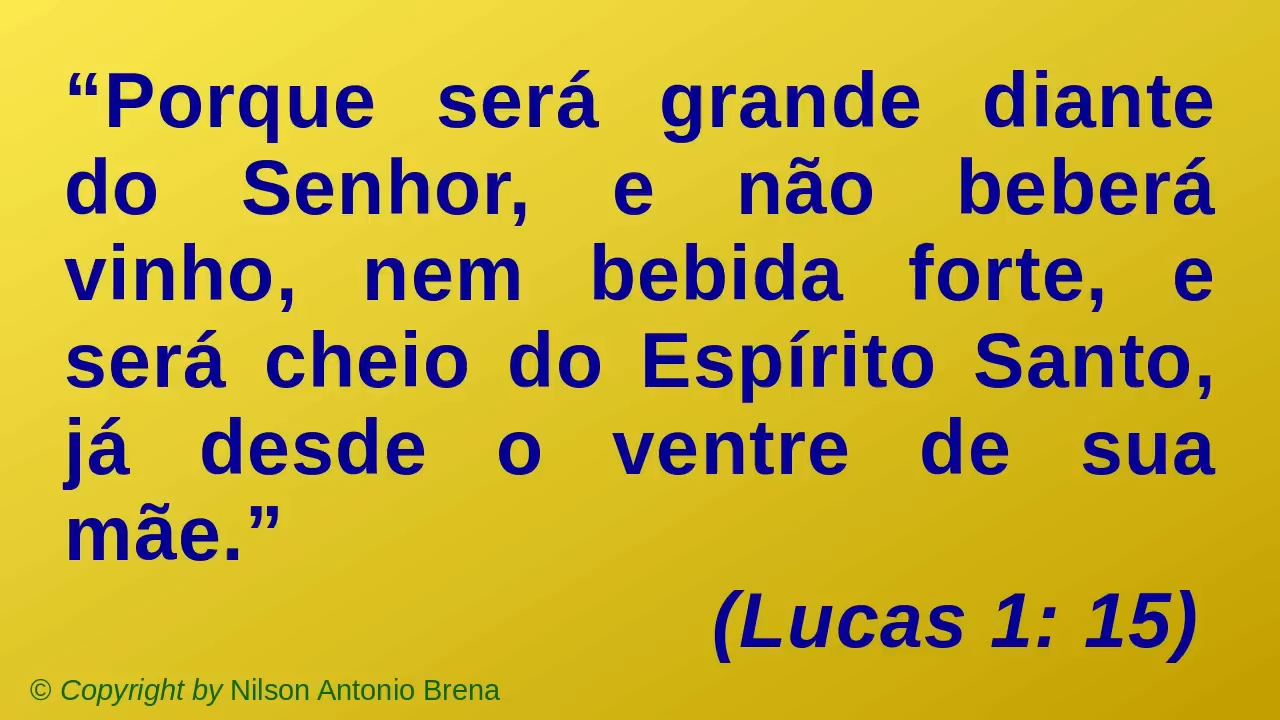 “Porque será grande diante
do Senhor, e não beberá
vinho, nem bebida forte, e
será cheio do Espírito Santo,
já desde o ventre de sua
mãe.”
(Lucas 1: 15)
© Copyright by Nilson Antonio Brena